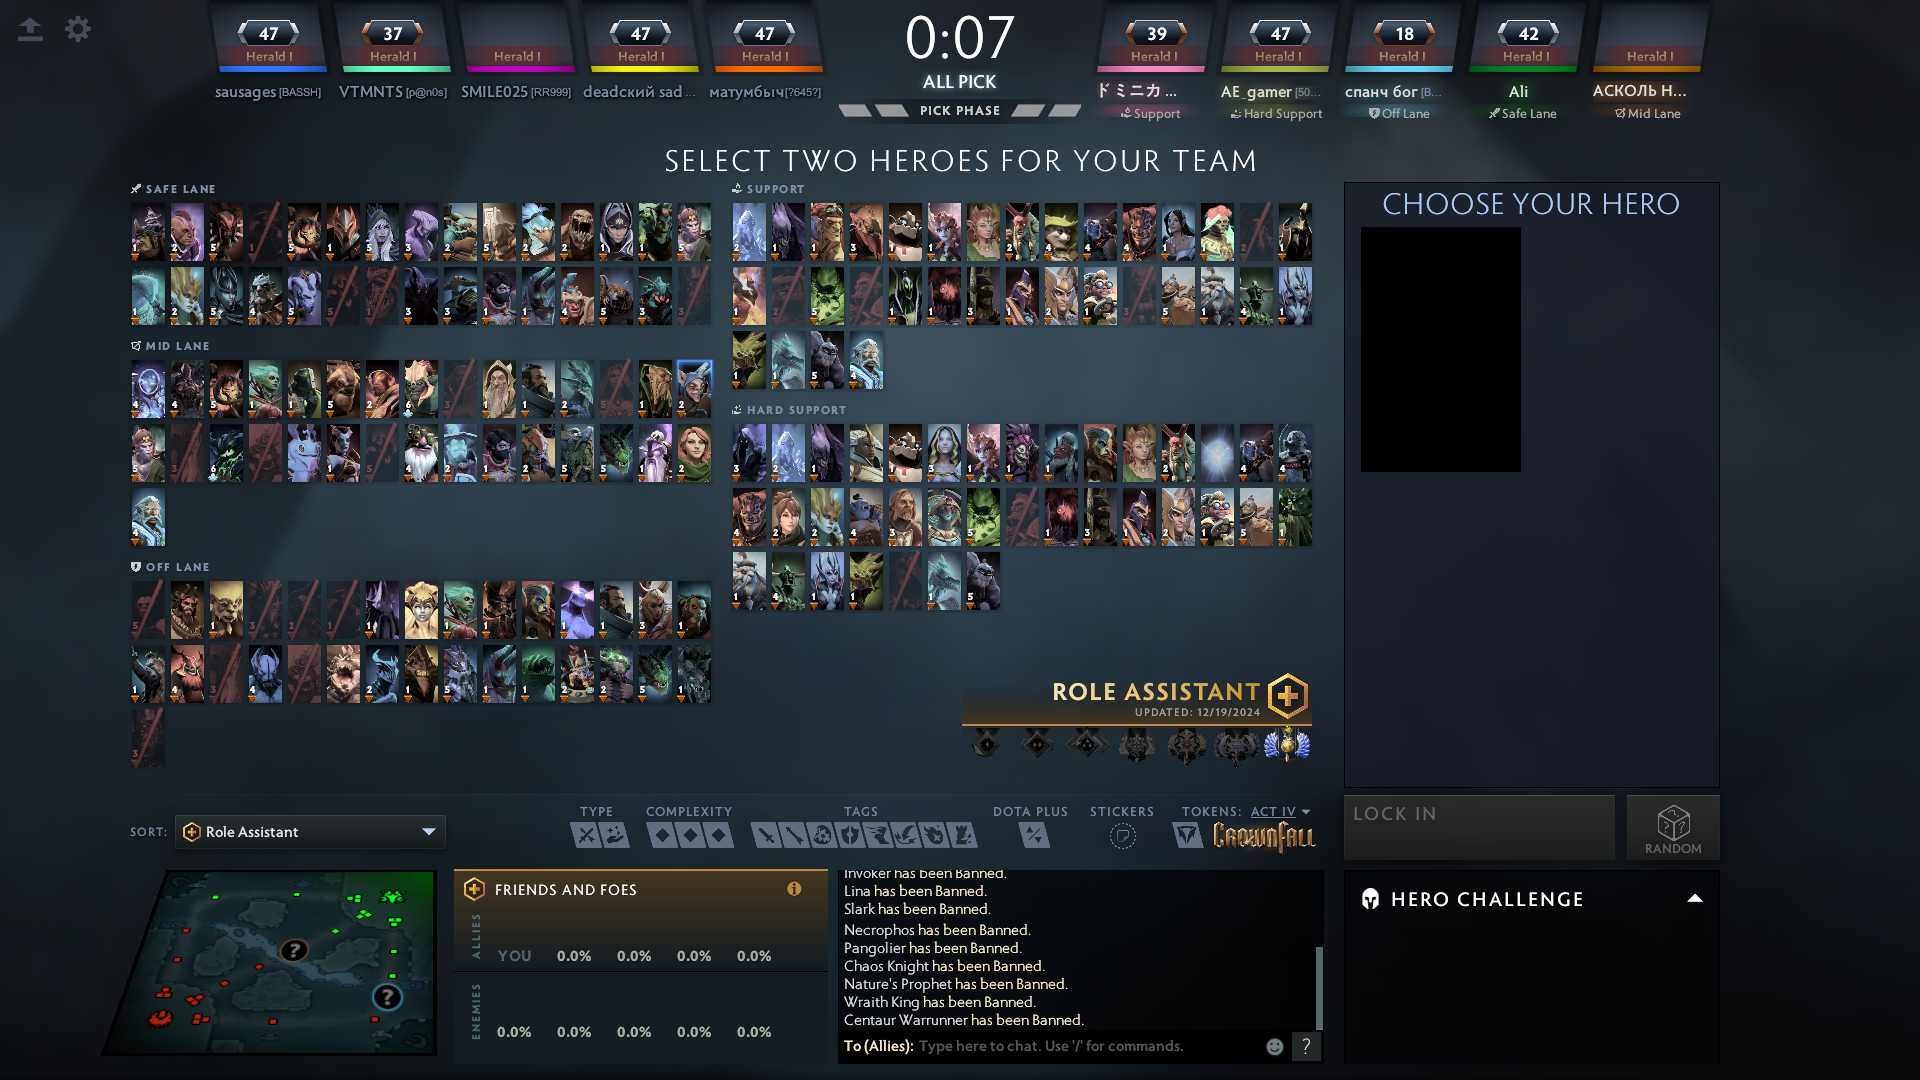 47
37
47
47
0:07
39
47
18
42
Herald I
Herald I
Herald I
Herald I
Herald I
Herald I
Herald I
Herald I
Herald I
Herald I
sausages [BASSH]
VTMNTS [p@n0s]
SMILE025 [RR999]
deadский sad ...
матумбыч[?645?]
ALL PICK
ドミニカ ...
AE_gamer [50...
спанч бог [B...
Ali
АСКОЛЬ Н...
PICK PHASE
Support
Hard Support
Off Lane
Safe Lane
Mid Lane
SELECT TWO HEROES FOR YOUR TEAM
SAFE LANE
SUPPORT
CHOOSE YOUR HERO
MID LANE
HARD SUPPORT
OFF LANE
ROLE ASSISTANT
UPDATED: 12/19/2024
SORT:
Role Assistant
TYPE
COMPLEXITY
TAGS
DOTA PLUS
STICKERS
TOKENS: ACT IV
CROWNFALL
LOCK IN
RANDOM
FRIENDS AND FOES
ALLIES
YOU 0.0% 0.0% 0.0% 0.0%
ENEMIES
0.0% 0.0% 0.0% 0.0% 0.0%
Invoker has been Banned.
Lina has been Banned.
Slark has been Banned.
Necrophos has been Banned.
Pangolier has been Banned.
Chaos Knight has been Banned.
Nature's Prophet has been Banned.
Wraith King has been Banned.
Centaur Warrunner has been Banned.
To (Allies): Type here to chat. Use '/' for commands.
?
HERO CHALLENGE